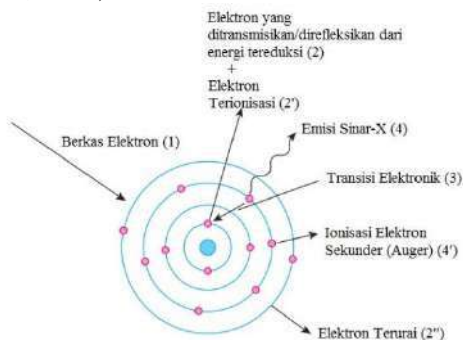 Elektron yang
ditransmisikan/direfleksikan dari
energi tereduksi (2)
+
Elektron
Terionisasi (2')
Berkas Elektron (1)
Emisi Sinar-X (4)
Transisi Elektronik (3)
Ionisasi Elektron
Sekunder (Auger) (4')
Elektron Terurai (2")